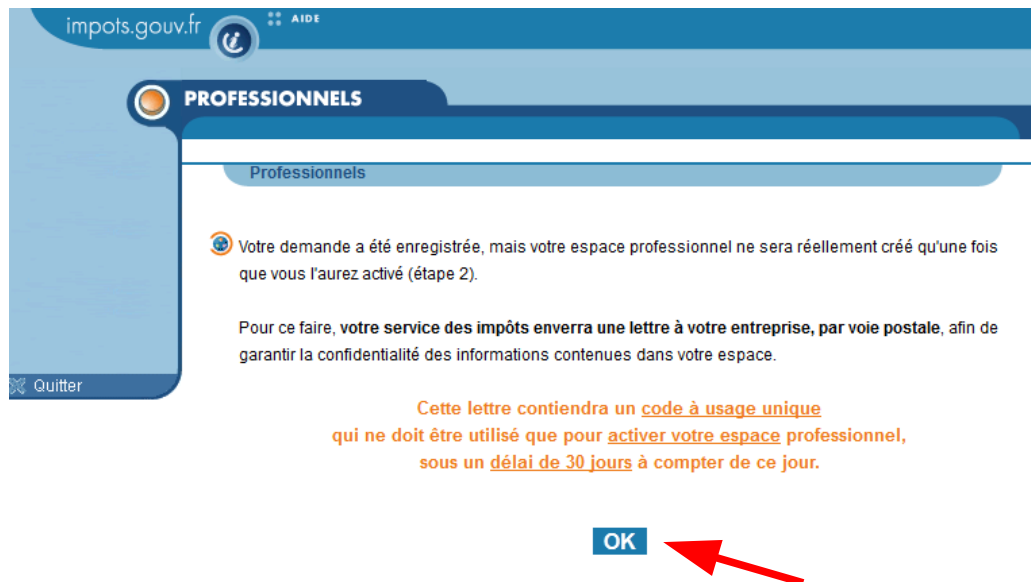 impots.gouv.fr
AIDE
PROFESSIONNELS
Professionnels
Votre demande a été enregistrée, mais votre espace professionnel ne sera réellement créé qu'une fois
que vous l'aurez activé (étape 2).
Pour ce faire, votre service des impôts enverra une lettre à votre entreprise, par voie postale, afin de
garantir la confidentialité des informations contenues dans votre espace.
Quitter
Cette lettre contiendra un code à usage unique
qui ne doit être utilisé que pour activer votre espace professionnel,
sous un délai de 30 jours à compter de ce jour.
OK